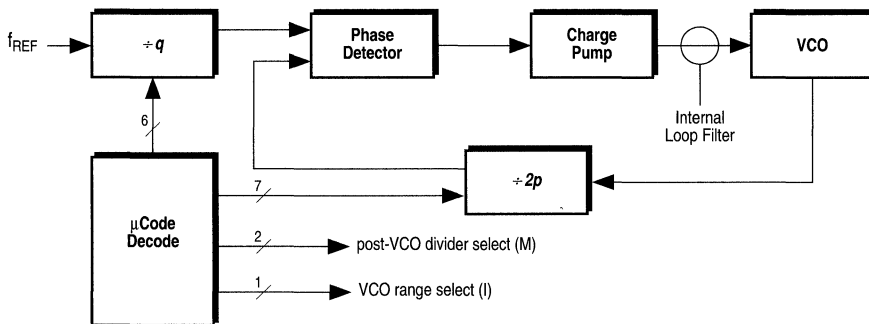 fREF
÷q
Phase
Detector
Charge
Pump
VCO
Internal
Loop Filter
6
÷2p
7
µCode
Decode
2
post-VCO divider select (M)
1
VCO range select (I)